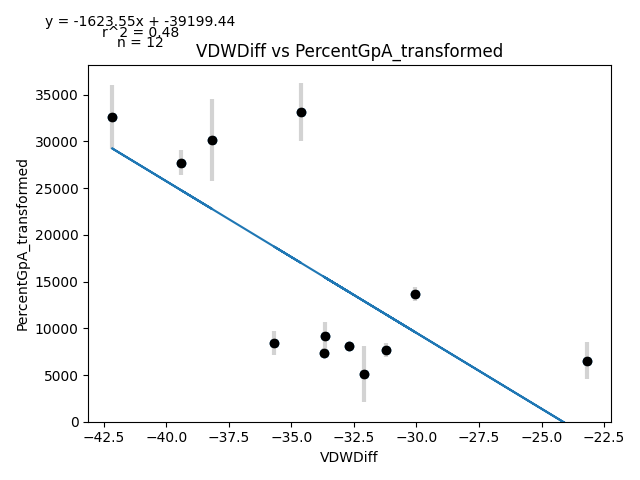 y = -1623.55x + -39199.44
r^2 = 0.48
n = 12
VDWDiff vs PercentGpA_transformed
PercentGpA_transformed
35000
30000
25000
20000
15000
10000
5000
0
−42.5 −40.0 −37.5 −35.0 −32.5 −30.0 −27.5 −25.0 −22.5
VDWDiff